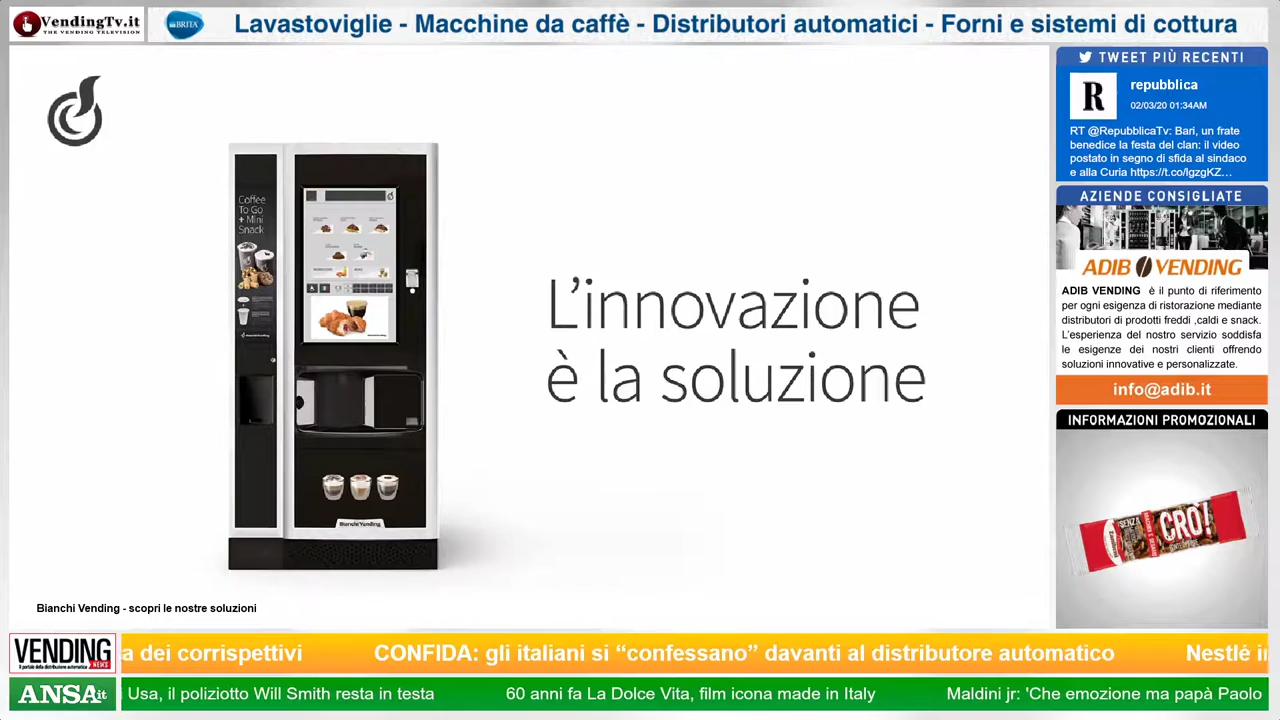 VendingTv.it
THE VENDING TELEVISION
BRITA
Lavastoviglie - Macchine da caffè - Distributori automatici - Forni e sistemi di cottura
Coffee
To Go
+ Mini
Snack
BianchiVending
L'innovazione
è la soluzione
Bianchi Vending - scopri le nostre soluzioni
TWEET PIÙ RECENTI
R
repubblica
02/03/20 01:34AM
RT @RepubblicaTv: Bari, un frate
benedice la festa del clan: il video
postato in segno di sfida al sindaco
e alla Curia https://t.co/lgzgKZ…
AZIENDE CONSIGLIATE
ADIB VENDING
ADIB VENDING è il punto di riferimento
per ogni esigenza di ristorazione mediante
distributori di prodotti freddi ,caldi e snack.
L'esperienza del nostro servizio soddisfa
le esigenze dei nostri clienti offrendo
soluzioni innovative e personalizzate.
info@adib.it
INFORMAZIONI PROMOZIONALI
SENZA
CRO!
VENDING
NEWS
Il portale della distribuzione automatica
a dei corrispettivi CONFIDA: gli italiani si “confessano” davanti al distributore automatico Nestlé i
ANSA.it
Usa, il poliziotto Will Smith resta in testa 60 anni fa La Dolce Vita, film icona made in Italy Maldini jr: 'Che emozione ma papà Paolo